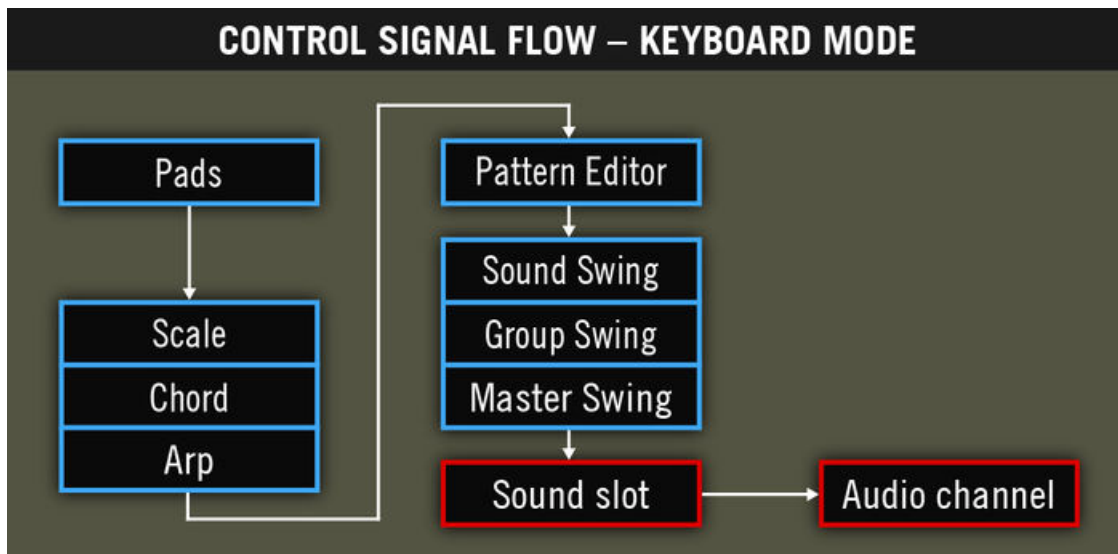 CONTROL SIGNAL FLOW – KEYBOARD MODE
Pads
Scale
Chord
Arp
Pattern Editor
Sound Swing
Group Swing
Master Swing
Sound slot
Audio channel